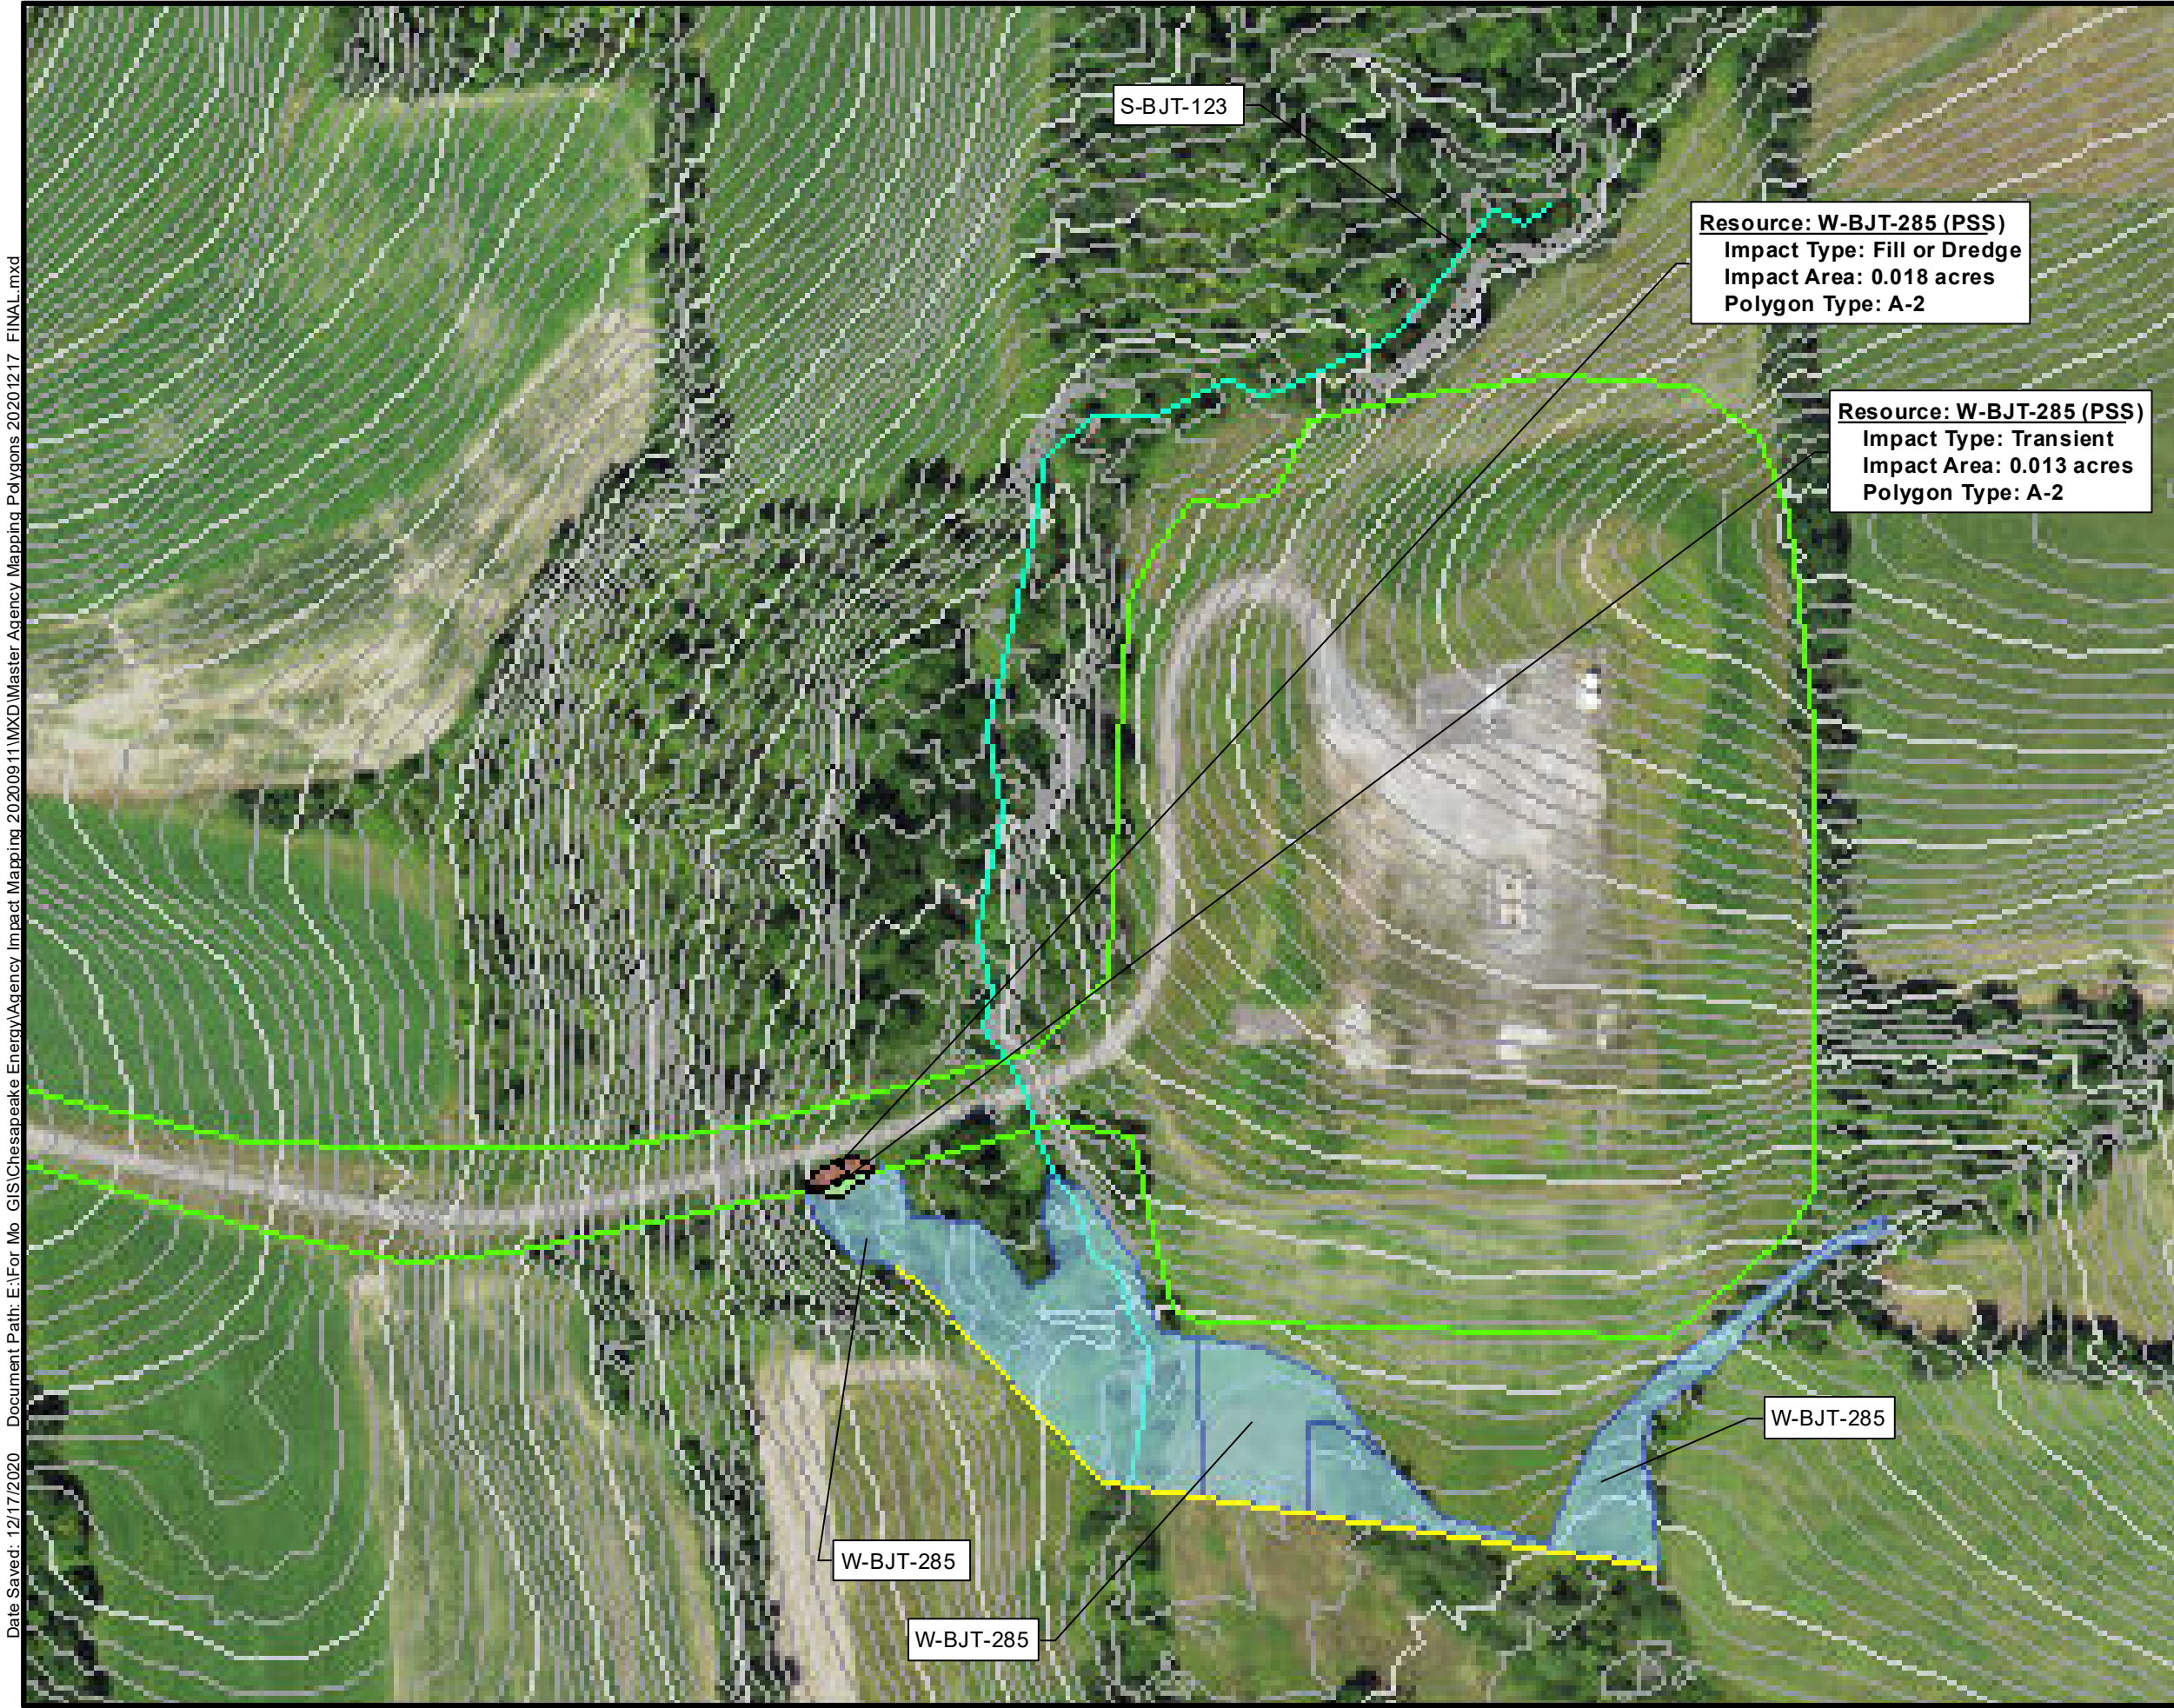 S-BJT-123
Resource: W-BJT-285 (PSS)
Impact Type: Fill or Dredge
Impact Area: 0.018 acres
Polygon Type: A-2
Resource: W-BJT-285 (PSS)
Impact Type: Transient
Impact Area: 0.013 acres
Polygon Type: A-2
W-BJT-285
W-BJT-285
W-BJT-285
Date Saved: 12/17/2020 Document Path: E:\For Mo GIS\Chesapeake Energy\Agency Impact Mapping 20200911\MXD\Master Agency Mapping Polygons 20201217 FINAL.mxd